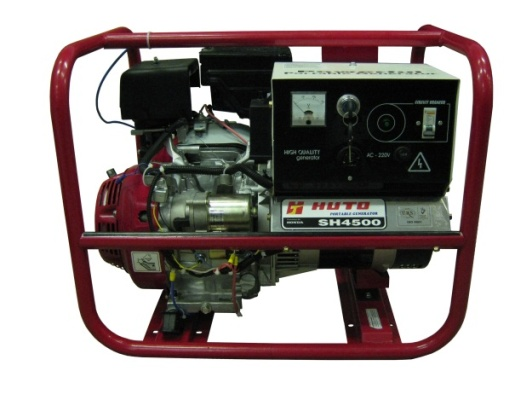 CIRCUIT BREAKER
HIGH QUALITY
generator
AC - 220V
HUTO
PORTABLE GENERATOR
HONDA
SH4500